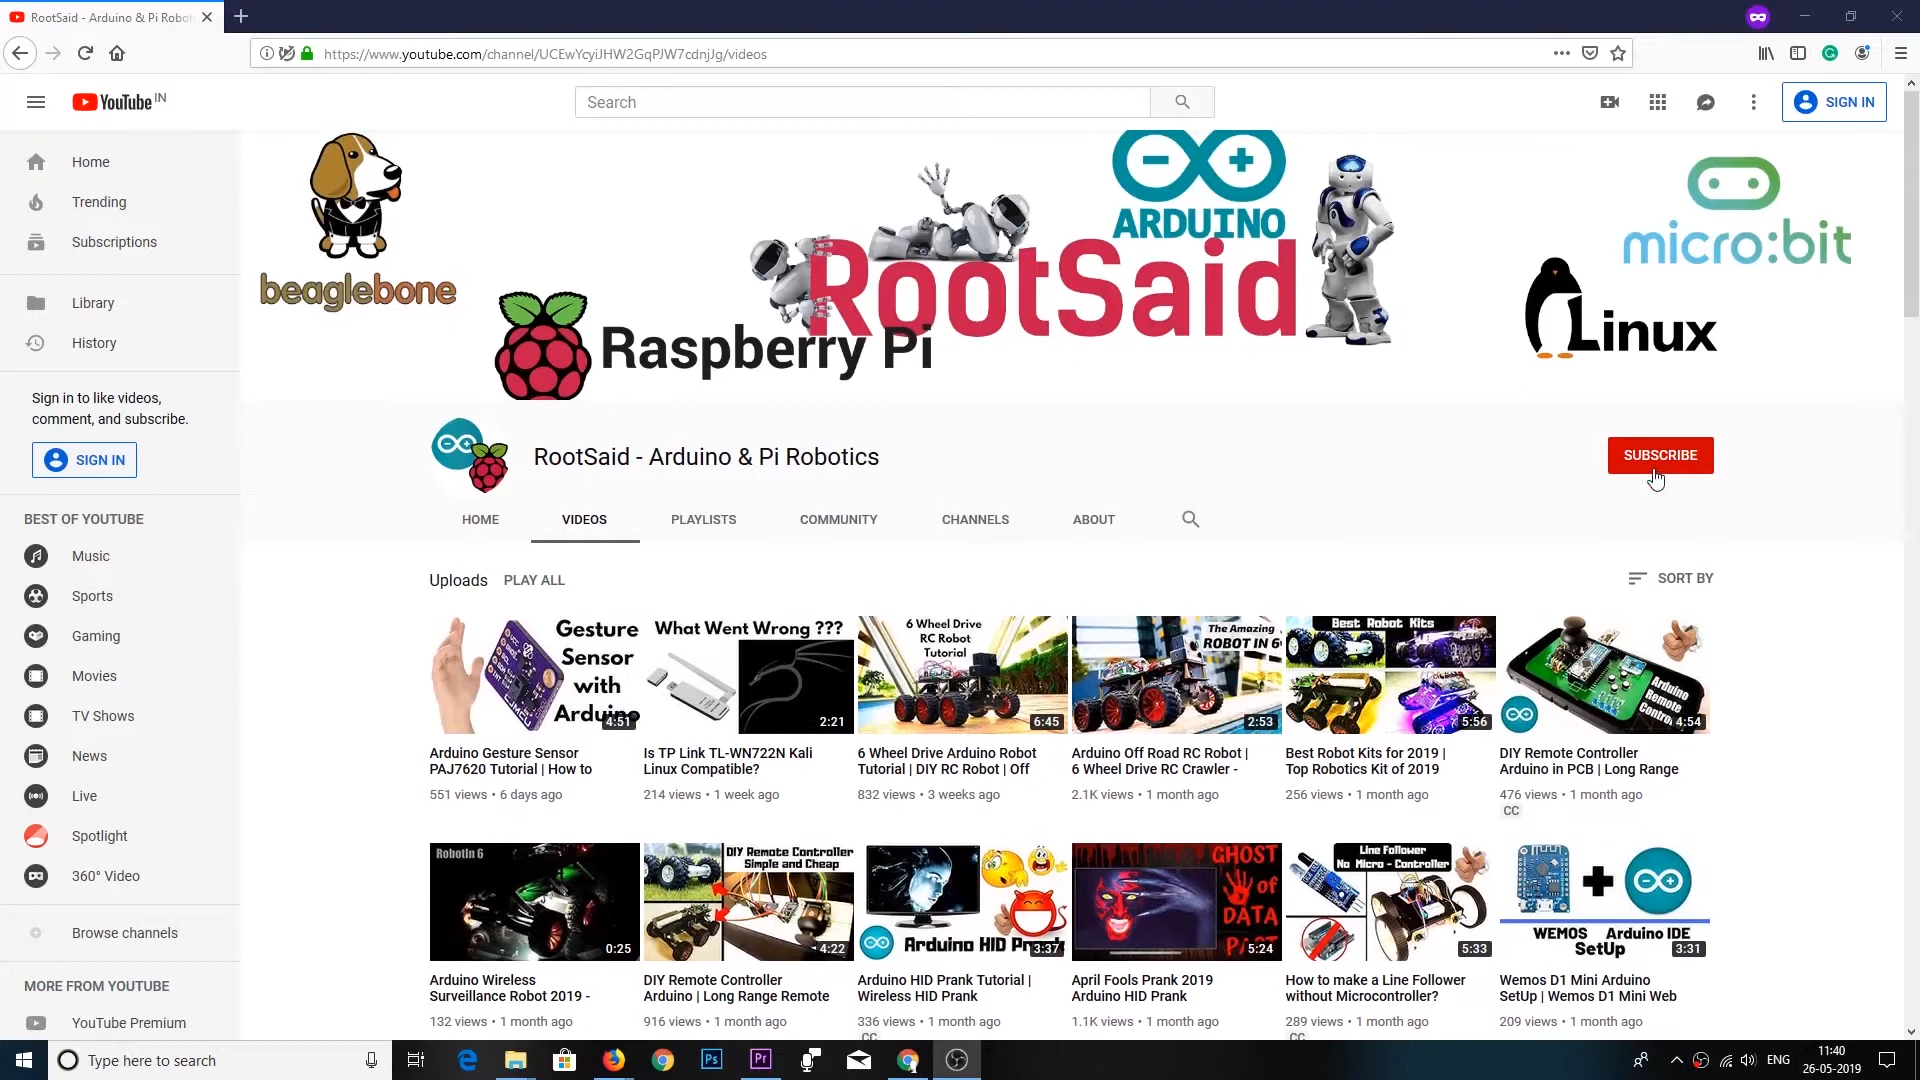 RootSaid - Arduino & Pi Robot
https://www.youtube.com/channel/UCEwYcyiJHW2GqPJW7cdnjJg/videos
YouTube IN
Search
SIGN IN
Home
Trending
Subscriptions
Library
History
Sign in to like videos,
comment, and subscribe.
SIGN IN
BEST OF YOUTUBE
Music
Sports
Gaming
Movies
TV Shows
News
Live
Spotlight
360° Video
Browse channels
MORE FROM YOUTUBE
YouTube Premium
beaglebone
Raspberry Pi
RootSaid
ARDUINO
Linux
micro:bit
RootSaid - Arduino & Pi Robotics
SUBSCRIBE
HOME VIDEOS PLAYLISTS COMMUNITY CHANNELS ABOUT
Uploads PLAY ALL
SORT BY
Gesture
Sensor
with
Arduino
4:51
Arduino Gesture Sensor
PAJ7620 Tutorial | How to
551 views • 6 days ago
What Went Wrong ???
2:21
Is TP Link TL-WN722N Kali
Linux Compatible?
214 views • 1 week ago
6 Wheel Drive
RC Robot
Tutorial
6:45
6 Wheel Drive Arduino Robot
Tutorial | DIY RC Robot | Off
832 views • 3 weeks ago
The Amazing
ROBOT IN 6
2:53
Arduino Off Road RC Robot |
6 Wheel Drive RC Crawler -
2.1K views • 1 month ago
Best Robot Kits
5:56
Best Robot Kits for 2019 |
Top Robotics Kit of 2019
256 views • 1 month ago
Arduino
Remote
Contro
4:54
DIY Remote Controller
Arduino in PCB | Long Range
476 views • 1 month ago
CC
RobotIn 6
0:25
Arduino Wireless
Surveillance Robot 2019 -
132 views • 1 month ago
DIY Remote Controller
Simple and Cheap
4:22
DIY Remote Controller
Arduino | Long Range Remote
916 views • 1 month ago
Arduino HID Prank
3:37
Arduino HID Prank Tutorial |
Wireless HID Prank
336 views • 1 month ago
CC
GHOST
of
DATA
PAST
5:24
April Fools Prank 2019
Arduino HID Prank
1.1K views • 1 month ago
Line Follower
No Micro - Controller
5:33
How to make a Line Follower
without Microcontroller?
289 views • 1 month ago
CC
WEMOS Arduino IDE
SetUp
3:31
Wemos D1 Mini Arduino
SetUp | Wemos D1 Mini Web
209 views • 1 month ago
Type here to search
Ps
Pr
ENG
11:40
26-05-2019